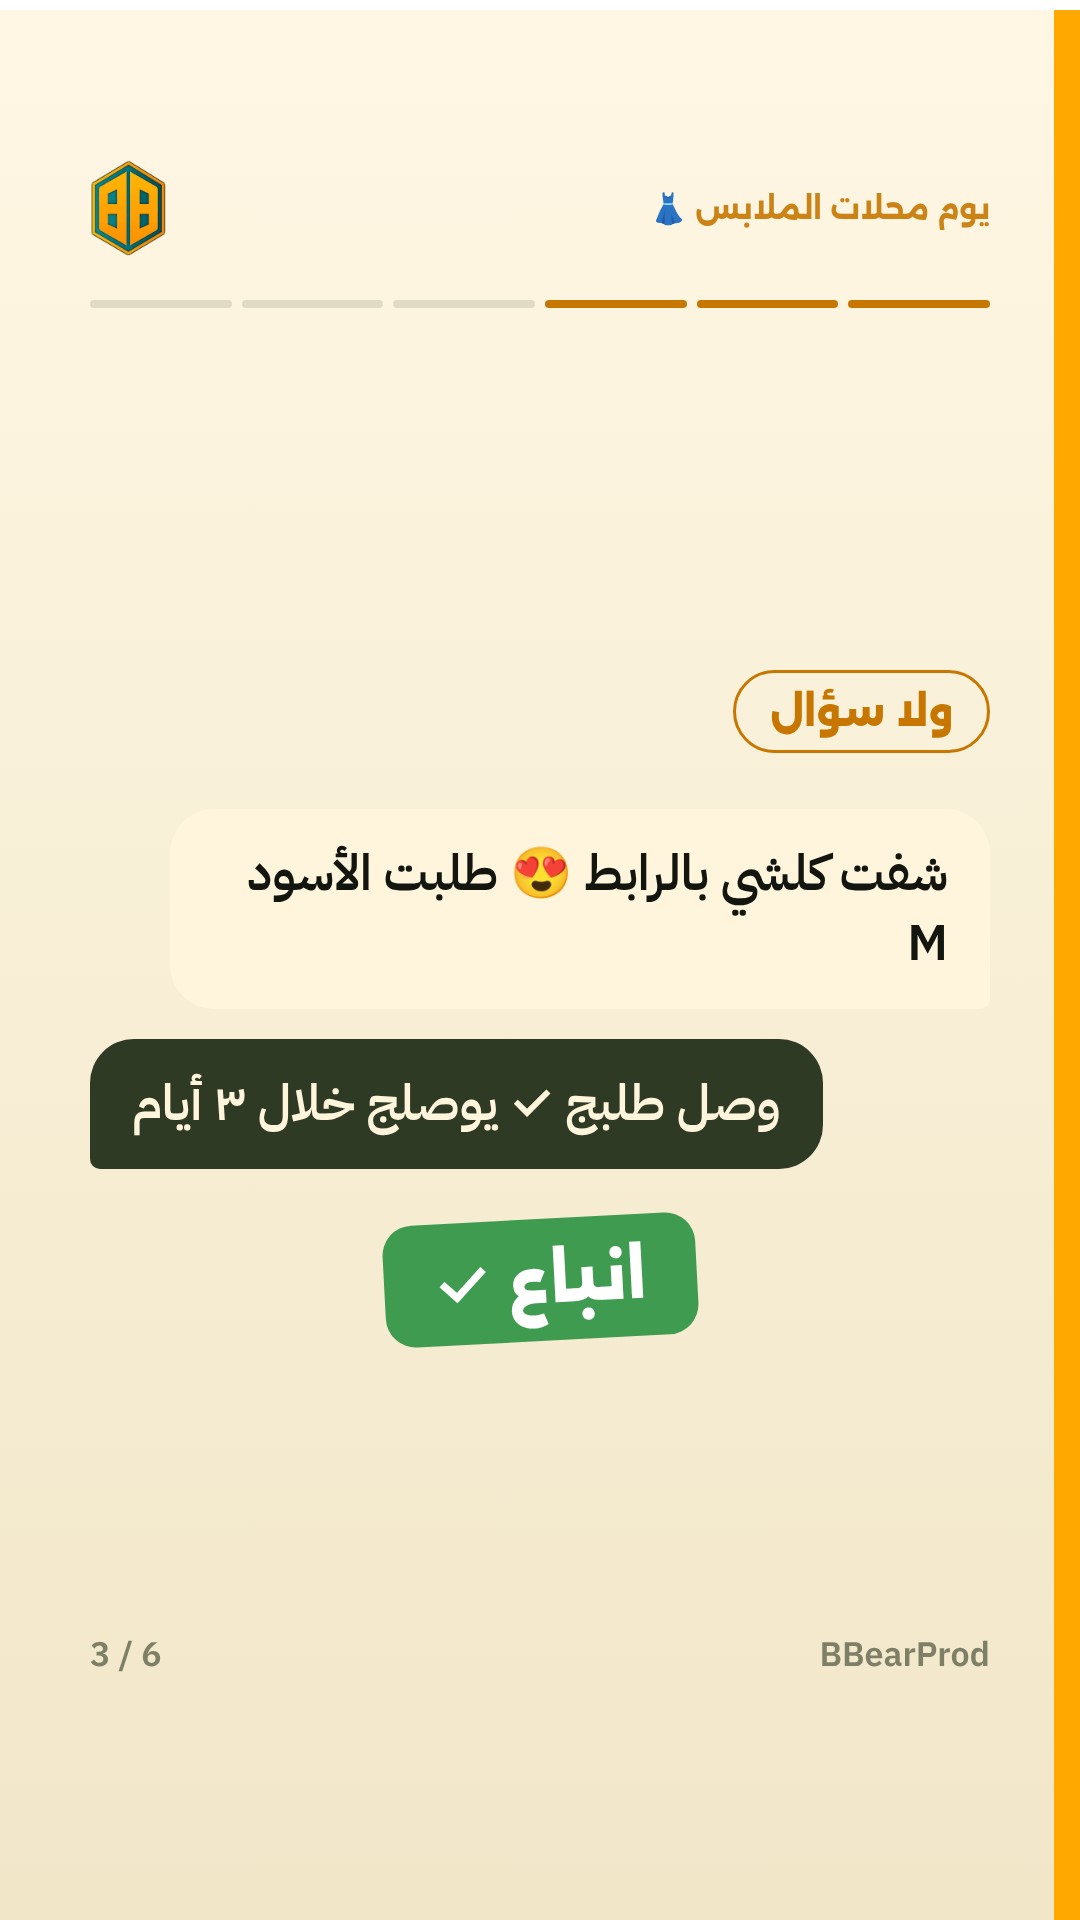 يوم محلات الملابس 👗
ولا سؤال
شفت كلشي بالرابط 😍 طلبت الأسود
M
وصل طلبج ✓ يوصلج خلال ٣ أيام
انباع ✓
BBearProd
3 / 6